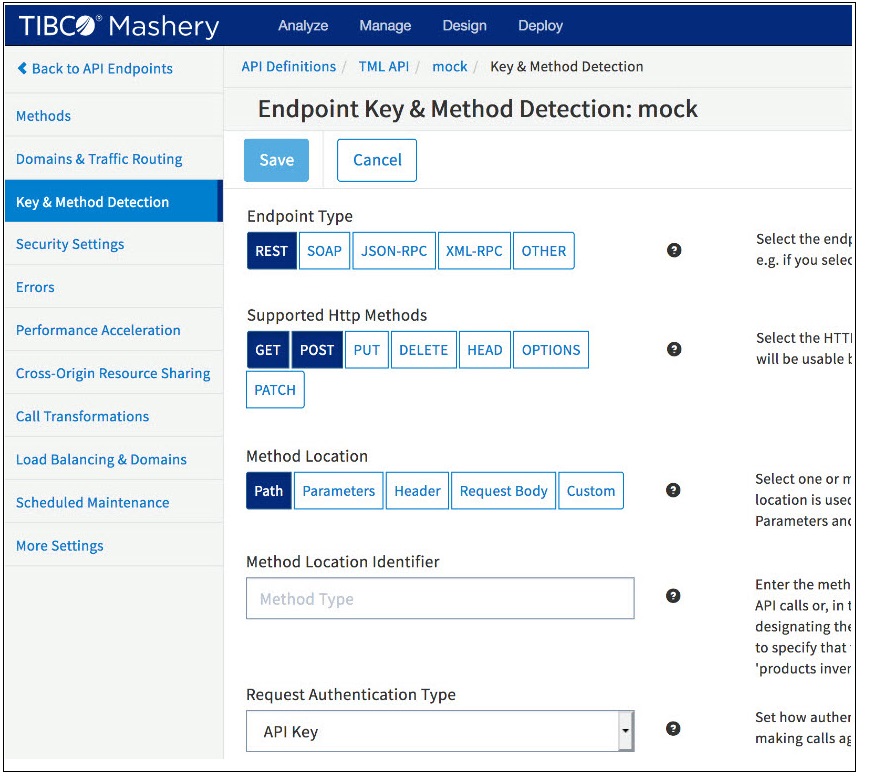 TIBCO® Mashery Analyze Manage Design Deploy
Back to API Endpoints
Methods
Domains & Traffic Routing
Key & Method Detection
Security Settings
Errors
Performance Acceleration
Cross-Origin Resource Sharing
Call Transformations
Load Balancing & Domains
Scheduled Maintenance
More Settings
API Definitions / TML API / mock / Key & Method Detection
Endpoint Key & Method Detection: mock
Save Cancel
Endpoint Type
REST SOAP JSON-RPC XML-RPC OTHER
?
Select the endp
e.g. if you selec
Supported Http Methods
GET POST PUT DELETE HEAD OPTIONS
PATCH
?
Select the HTTP
will be usable b
Method Location
Path Parameters Header Request Body Custom
?
Select one or m
location is used
Parameters and
Method Location Identifier
Method Type
?
Enter the meth
API calls or, in t
designating the
to specify that
'products inver
Request Authentication Type
API Key
?
Set how auther
making calls ag